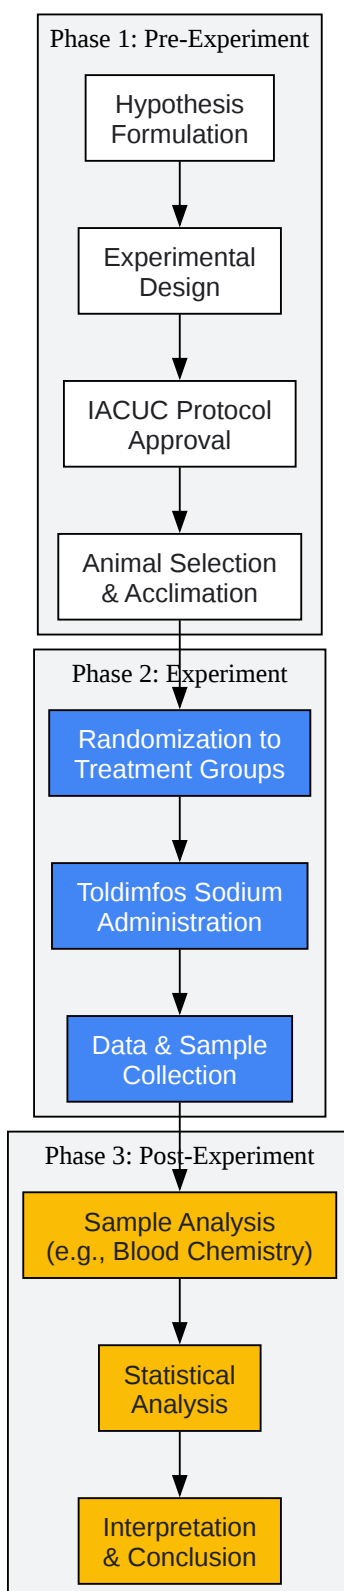 Phase 1: Pre-Experiment
Hypothesis
Formulation
Experimental
Design
IACUC Protocol
Approval
Animal Selection
& Acclimation
Phase 2: Experiment
Randomization to
Treatment Groups
Toldimfos Sodium
Administration
Data & Sample
Collection
Phase 3: Post-Experiment
Sample Analysis
(e.g., Blood Chemistry)
Statistical
Analysis
Interpretation
& Conclusion